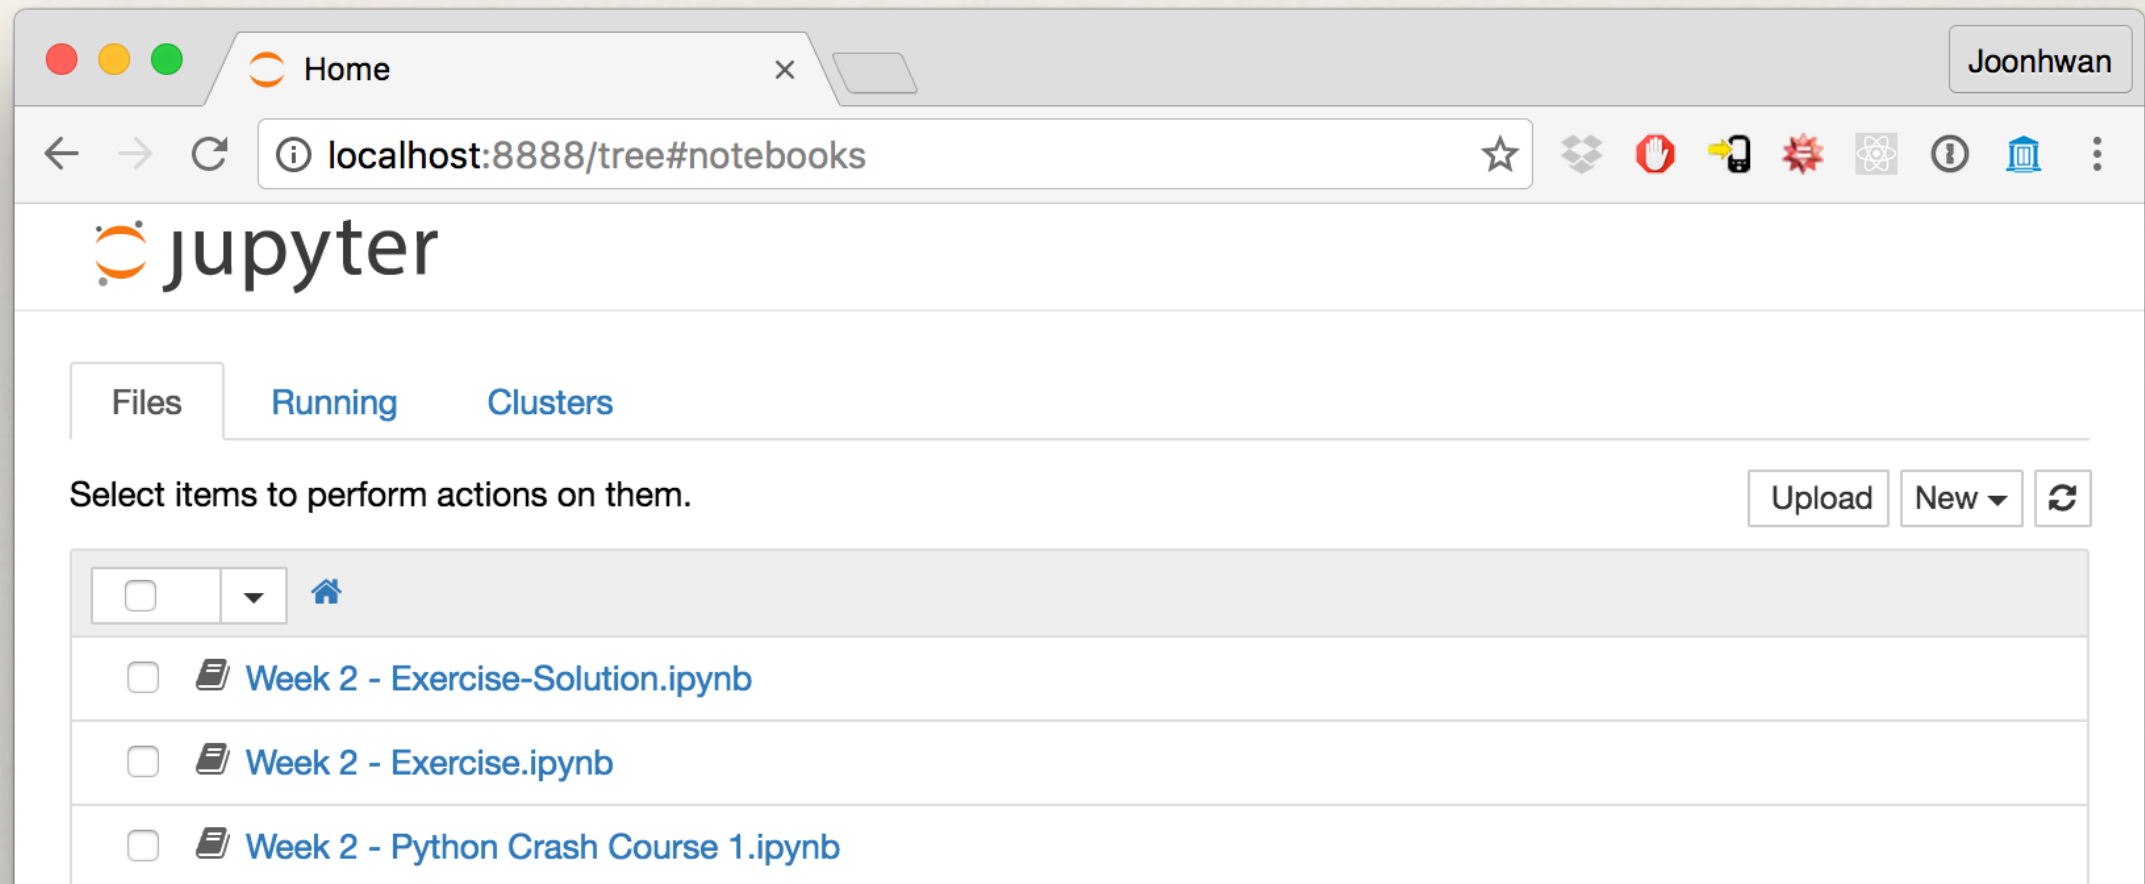 Home
Joonhwan
localhost:8888/tree#notebooks
jupyter
Files Running Clusters
Select items to perform actions on them.
Upload New
Week 2 - Exercise-Solution.ipynb
Week 2 - Exercise.ipynb
Week 2 - Python Crash Course 1.ipynb